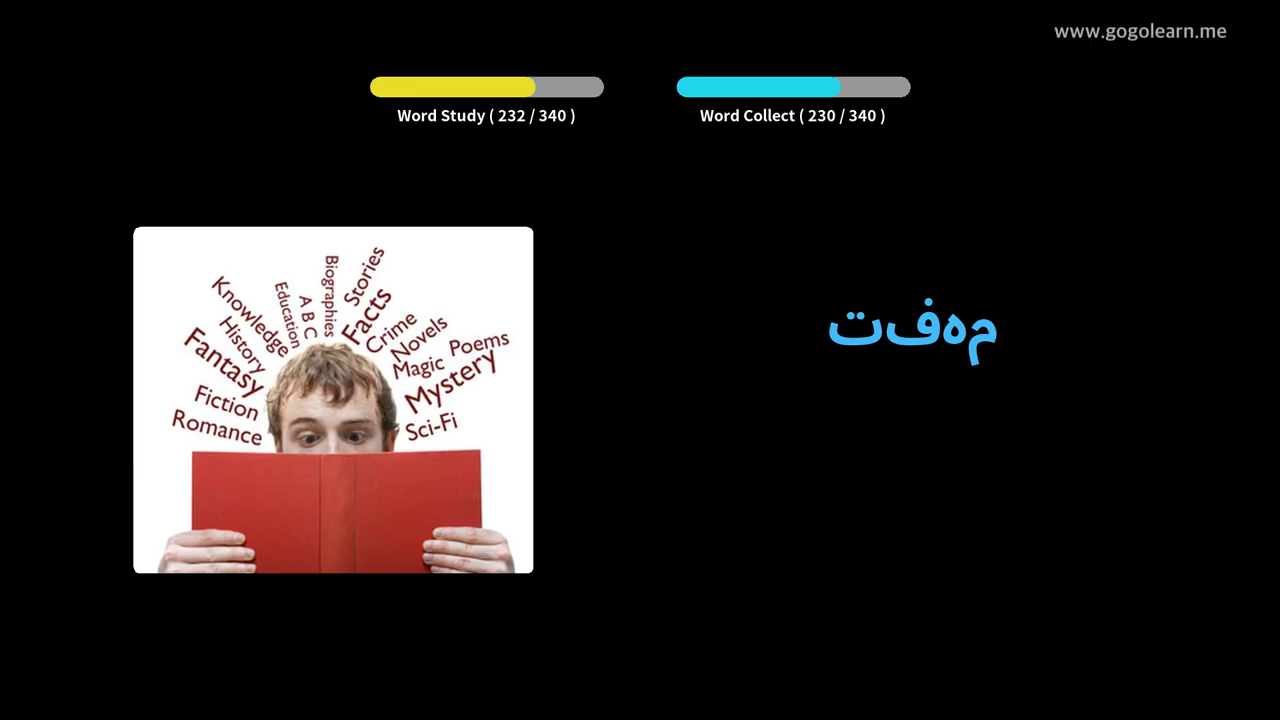 www.gogolearn.me
Word Study ( 232 / 340 )
Word Collect ( 230 / 340 )
Biographies
Stories
Education
A B C
Facts
Knowledge
Crime
History
Novels
Poems
Fantasy
Magic
Mystery
Fiction
Romance
Sci-Fi
مهفت